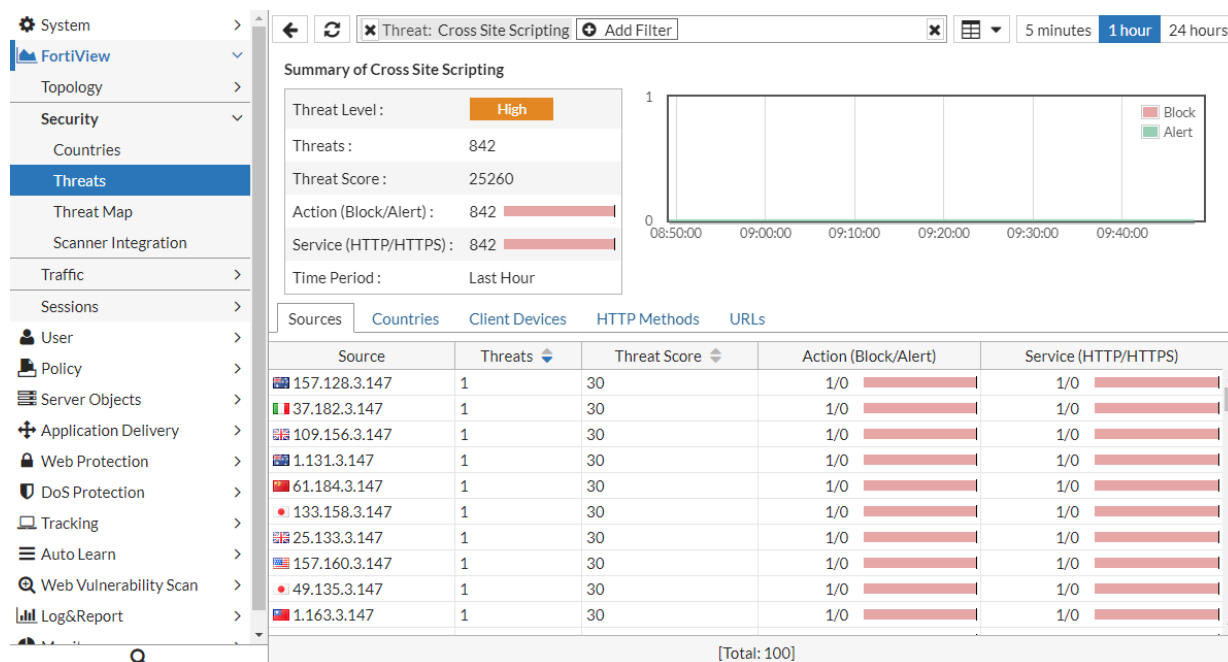 System
FortiView
Topology
Security
Countries
Threats
Threat Map
Scanner Integration
Traffic
Sessions
User
Policy
Server Objects
Application Delivery
Web Protection
DoS Protection
Tracking
Auto Learn
Web Vulnerability Scan
Log&Report
Threat: Cross Site Scripting Add Filter 5 minutes 1 hour 24 hours
Summary of Cross Site Scripting
Threat Level : High
Threats : 842
Threat Score : 25260
Action (Block/Alert) : 842
Service (HTTP/HTTPS) : 842
Time Period : Last Hour
1
0
Block
Alert
08:50:00 09:00:00 09:10:00 09:20:00 09:30:00 09:40:00
Sources Countries Client Devices HTTP Methods URLs
Source Threats Threat Score Action (Block/Alert) Service (HTTP/HTTPS)
157.128.3.147 1 30 1/0 1/0
37.182.3.147 1 30 1/0 1/0
109.156.3.147 1 30 1/0 1/0
1.131.3.147 1 30 1/0 1/0
61.184.3.147 1 30 1/0 1/0
133.158.3.147 1 30 1/0 1/0
25.133.3.147 1 30 1/0 1/0
157.160.3.147 1 30 1/0 1/0
49.135.3.147 1 30 1/0 1/0
1.163.3.147 1 30 1/0 1/0
[Total: 100]